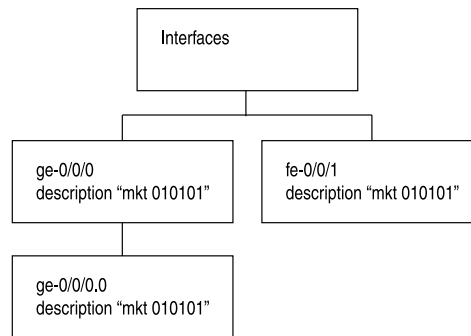 Interfaces
ge-0/0/0
description “mkt 010101”
fe-0/0/1
description “mkt 010101”
ge-0/0/0.0
description “mkt 010101”